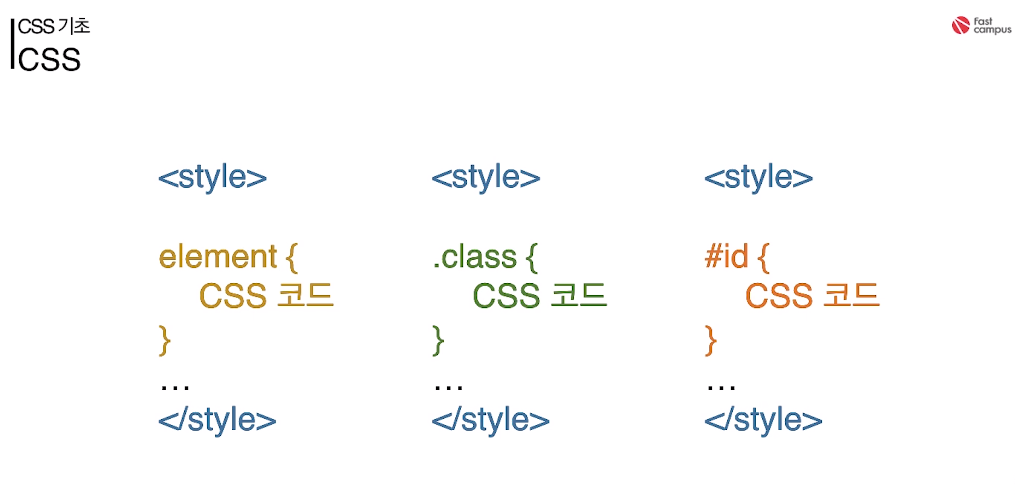 CSS 기초
CSS
Fast
campus
<style>
element {
CSS 코드
}
...
</style>
<style>
.class {
CSS 코드
}
...
</style>
<style>
#id {
CSS 코드
}
...
</style>